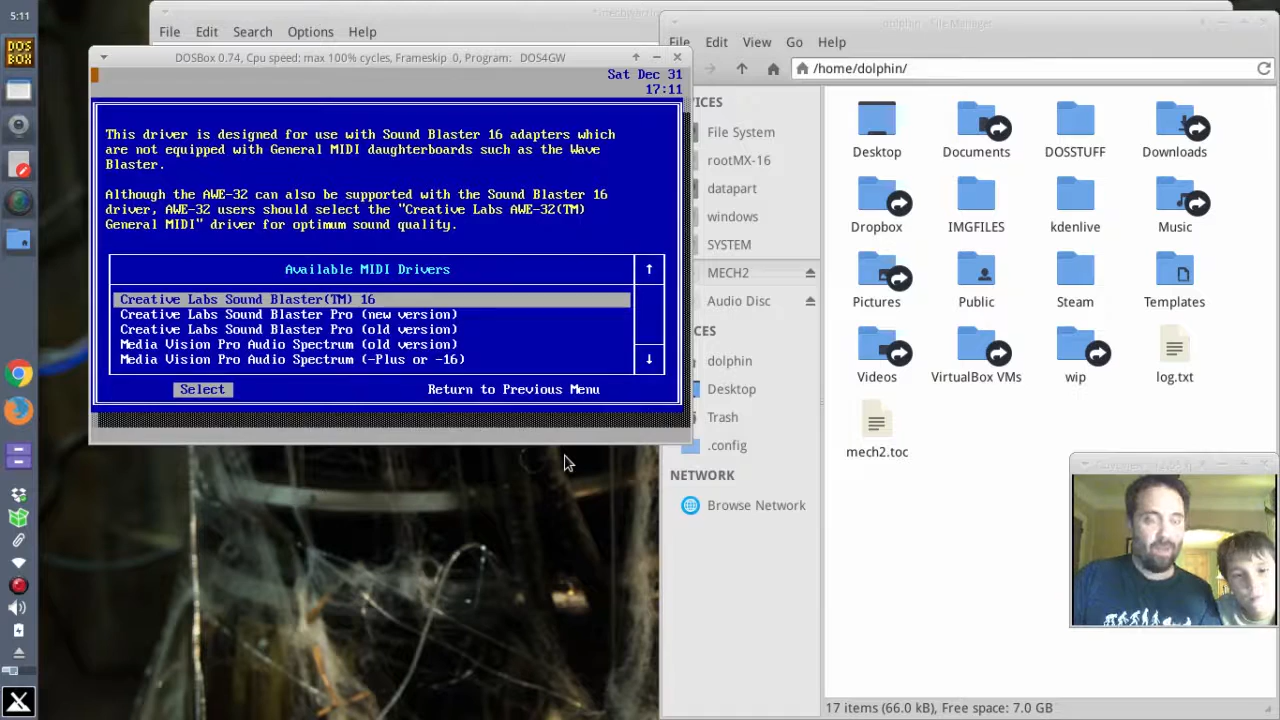 5:11
DOS
BOX
File Edit Search Options Help
DOSBox 0.74, Cpu speed: max 100% cycles, Frameskip 0, Program: DOS4GW
Sat Dec 31
17:11
This driver is designed for use with Sound Blaster 16 adapters which
are not equipped with General MIDI daughterboards such as the Wave
Blaster.
Although the AWE-32 can also be supported with the Sound Blaster 16
driver, AWE-32 users should select the "Creative Labs AWE-32(TM)
General MIDI" driver for optimum sound quality.
Available MIDI Drivers
Creative Labs Sound Blaster(TM) 16
Creative Labs Sound Blaster Pro (new version)
Creative Labs Sound Blaster Pro (old version)
Media Vision Pro Audio Spectrum (old version)
Media Vision Pro Audio Spectrum (-Plus or -16)
Select Return to Previous Menu
dolphin - File Manager
File Edit View Go Help
/home/dolphin/
File System
rootMX-16
datapart
windows
SYSTEM
MECH2
Audio Disc
dolphin
Desktop
Trash
.config
NETWORK
Browse Network
Desktop Documents DOSSTUFF Downloads
Dropbox IMGFILES kdenlive Music
Pictures Public Steam Templates
Videos VirtualBox VMs wip log.txt
mech2.toc
17 items (66.0 kB), Free space: 7.0 GB